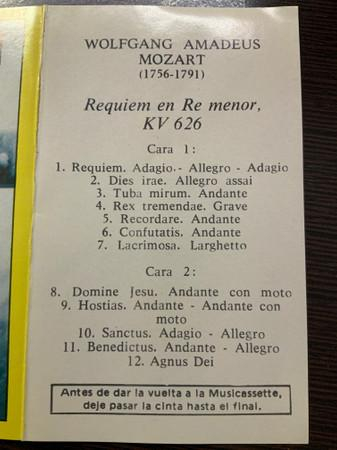 WOLFGANG AMADEUS
MOZART
(1756-1791)
Requiem en Re menor,
KV 626
Cara 1:
1. Requiem. Adagio.- Allegro - Adagio
2. Dies irae. Allegro assai
3. Tuba mirum. Andante
4. Rex tremendae. Grave
5. Recordare. Andante
6. Confutatis. Andante
7. Lacrimosa. Larghetto
Cara 2:
8. Domine Jesu. Andante con moto
9. Hostias. Andante - Andante con
moto
10. Sanctus. Adagio - Allegro
11. Benedictus. Andante - Allegro
12. Agnus Dei
Antes de dar la vuelta a la Musicassette,
deje pasar la cinta hasta el final.